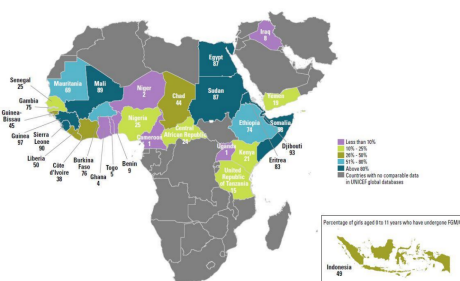 Iraq
8
Egypt
87
Mauritania
69
Mali
89
Niger
2
Chad
44
Sudan
87
Yemen
19
Senegal
25
Gambia
75
Guinea-
Bissau
45
Guinea
97
Sierra
Leone
90
Liberia
50
Côte
d'Ivoire
38
Burkina
Faso
76
Ghana
4
Togo
5
Benin
9
Nigeria
25
Cameroon
1
Central
African Republic
24
Ethiopia
74
Somalia
98
Djibouti
93
Eritrea
83
Uganda
1
Kenya
21
United
Republic
of Tanzania
Less than 10%
10% - 25%
26% - 50%
51% - 80%
Above 80%
Countries with no comparable data
in UNICEF global databases
Percentage of girls aged 0 to 11 years who have undergone FGM/C
Indonesia
49